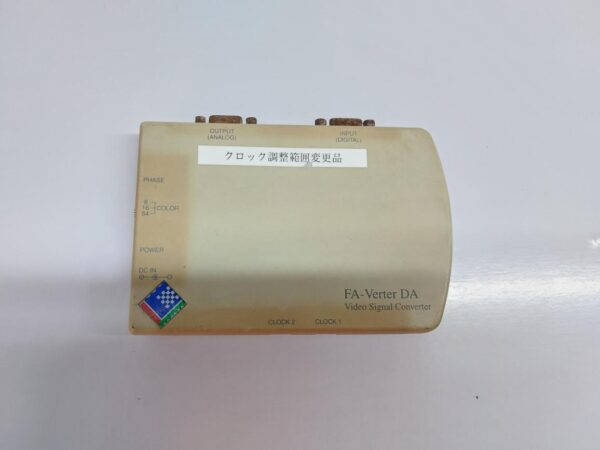 OUTPUT
(ANALOG)
INPUT
(DIGITAL)
クロック調整範囲変更品
PHASE
8
16
64
COLOR
POWER
DC IN
FA-Verter DA
Video Signal Converter
CLOCK 2
CLOCK 1